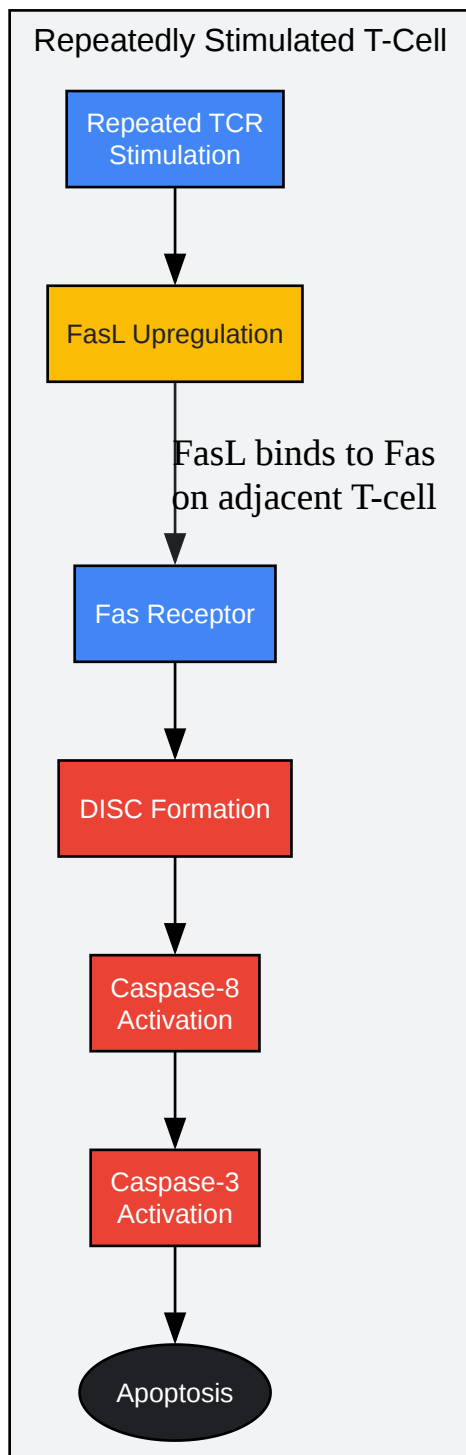 Repeatedly Stimulated T-Cell
Repeated TCR
Stimulation
FasL Upregulation
FasL binds to Fas
on adjacent T-cell
Fas Receptor
DISC Formation
Caspase-8
Activation
Caspase-3
Activation
Apoptosis